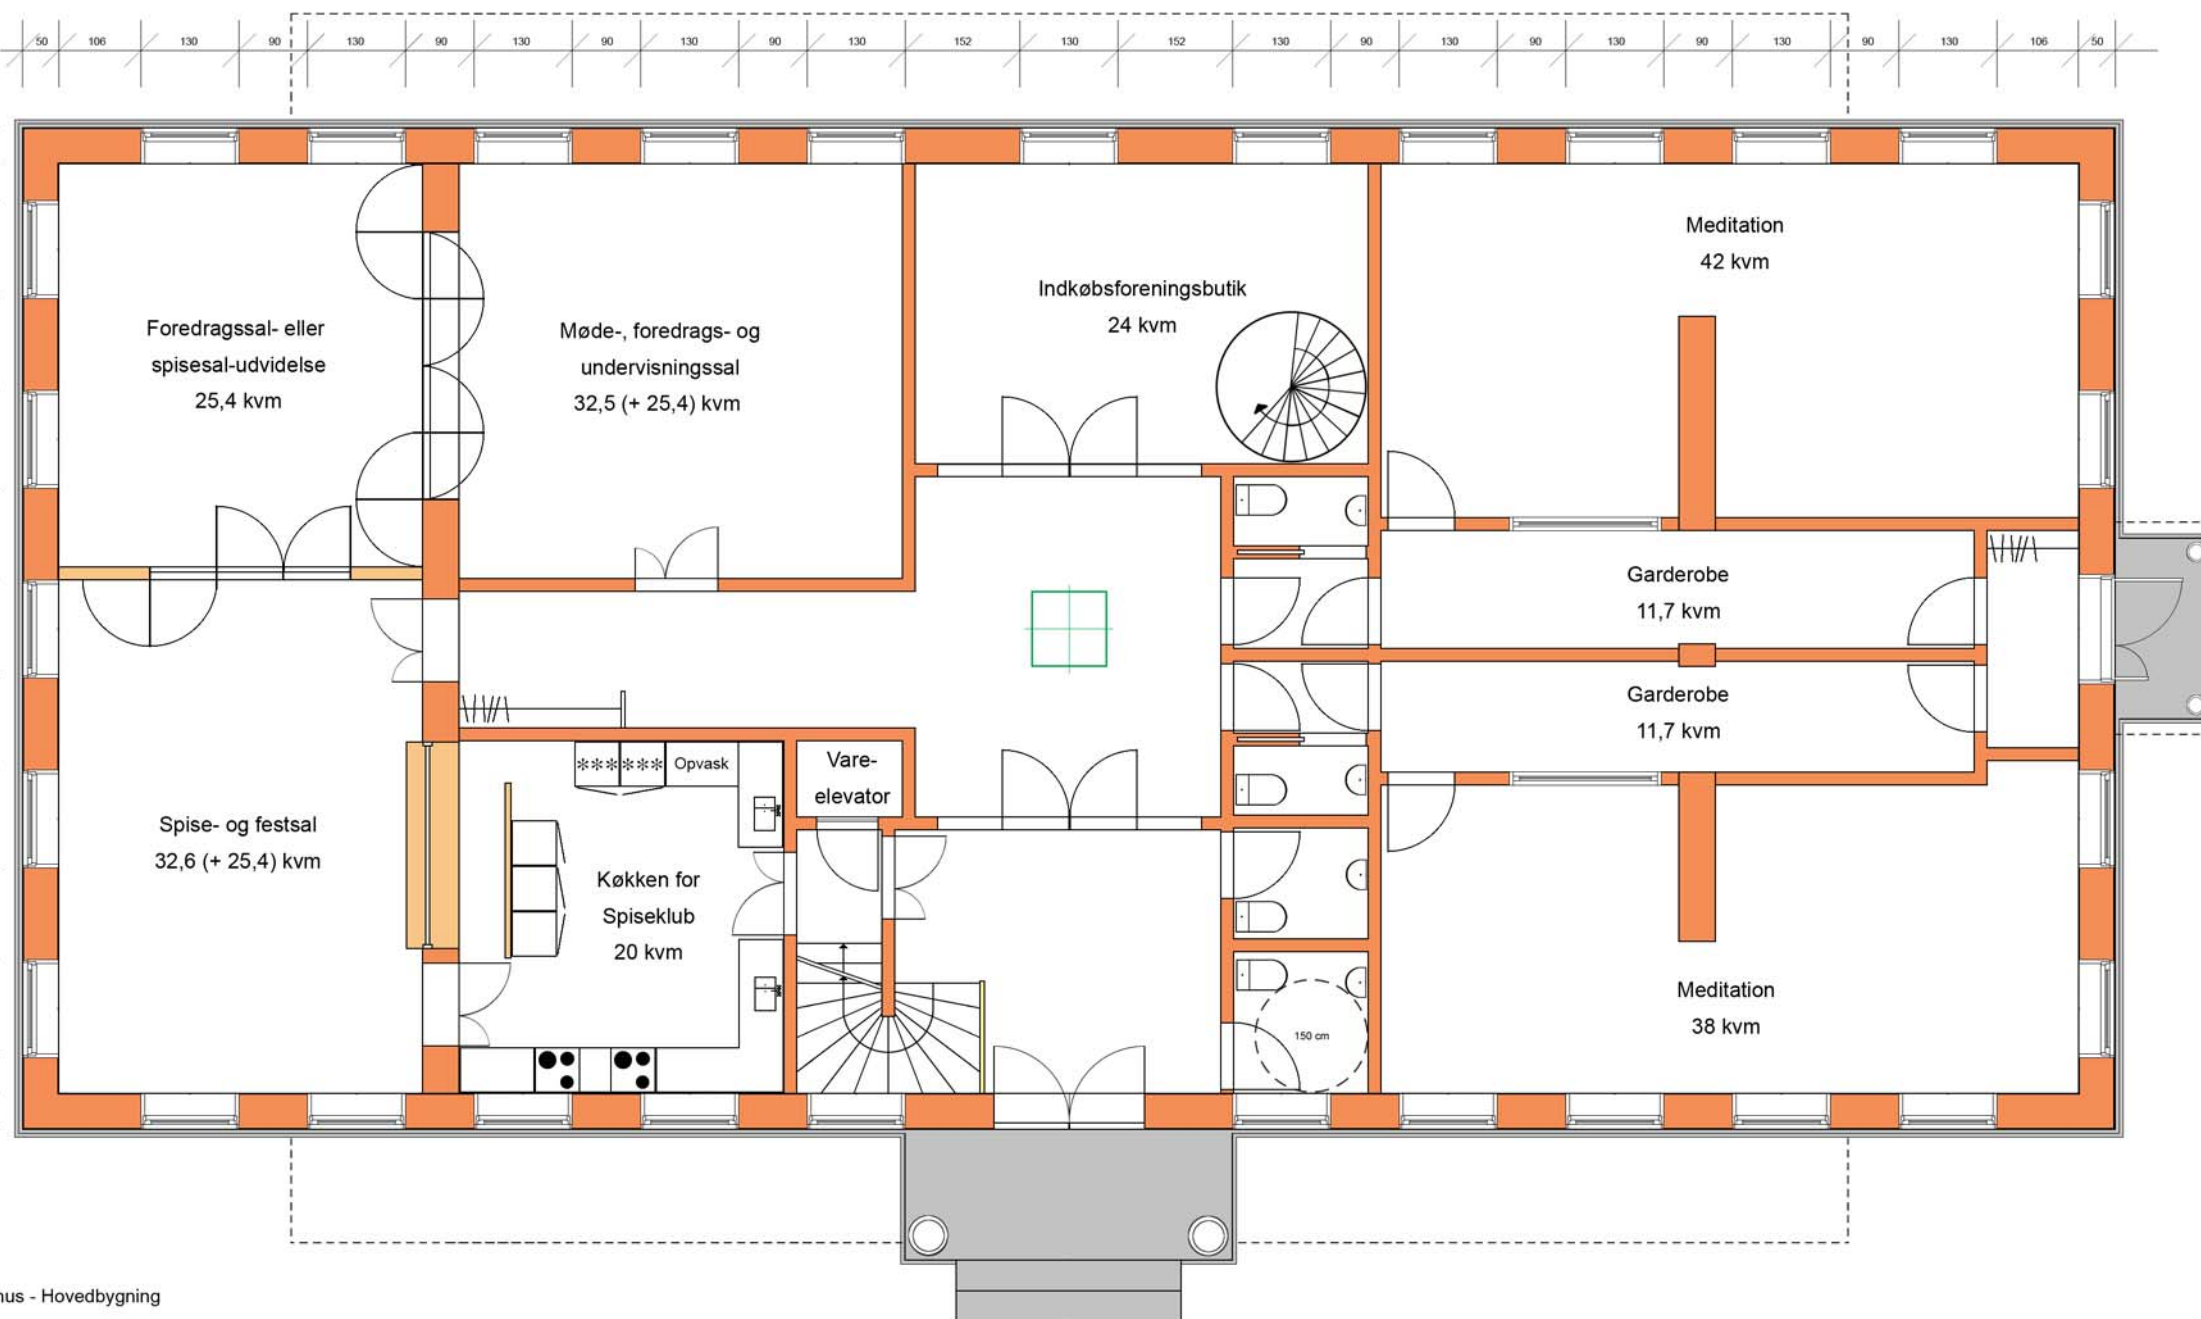 50 106 130 90 130 90 130 90 130 90 130 152 130 152 130 90 130 90 130 90 130 90 130 106 50
Meditation
42 kvm
Indkøbsforeningsbutik
24 kvm
Foredragssal- eller
spisesal-udvidelse
25,4 kvm
Møde-, foredrags- og
undervisningssal
32,5 (+ 25,4) kvm
Garderobe
11,7 kvm
Garderobe
11,7 kvm
Opvask
Vare-
elevator
Spise- og festsal
32,6 (+ 25,4) kvm
Køkken for
Spiseklub
20 kvm
Meditation
38 kvm
150 cm
us - Hovedbygning